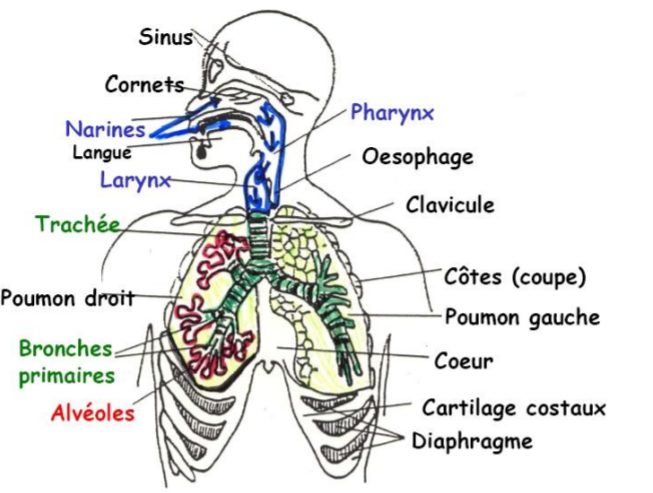 Sinus
Cornets
Narines
Langue
Larynx
Trachée
Poumon droit
Bronches
primaires
Alvéoles
Pharynx
Oesophage
Clavicule
Côtes (coupe)
Poumon gauche
Coeur
Cartilage costaux
Diaphragme